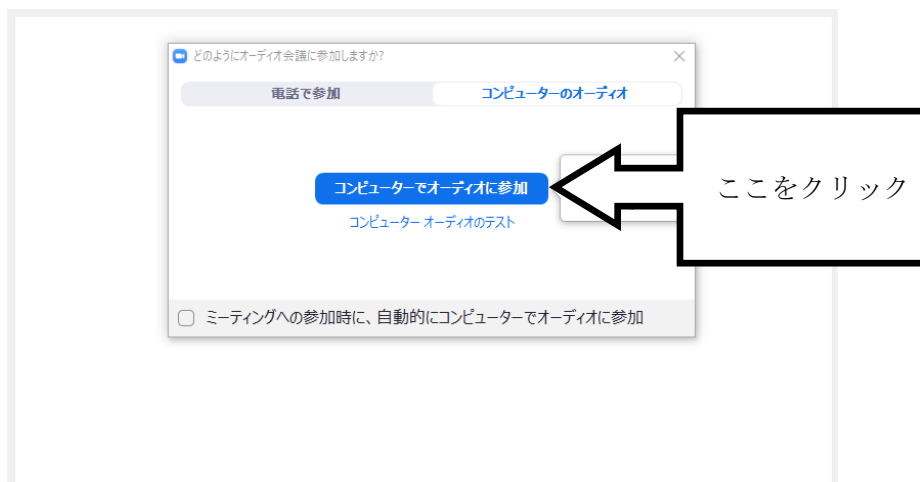 どのようにオーディオ会議に参加しますか?
電話で参加
コンピューターのオーディオ
コンピューターでオーディオに参加
ここをクリック
コンピューター オーディオのテスト
ミーティングへの参加時に、自動的にコンピューターでオーディオに参加